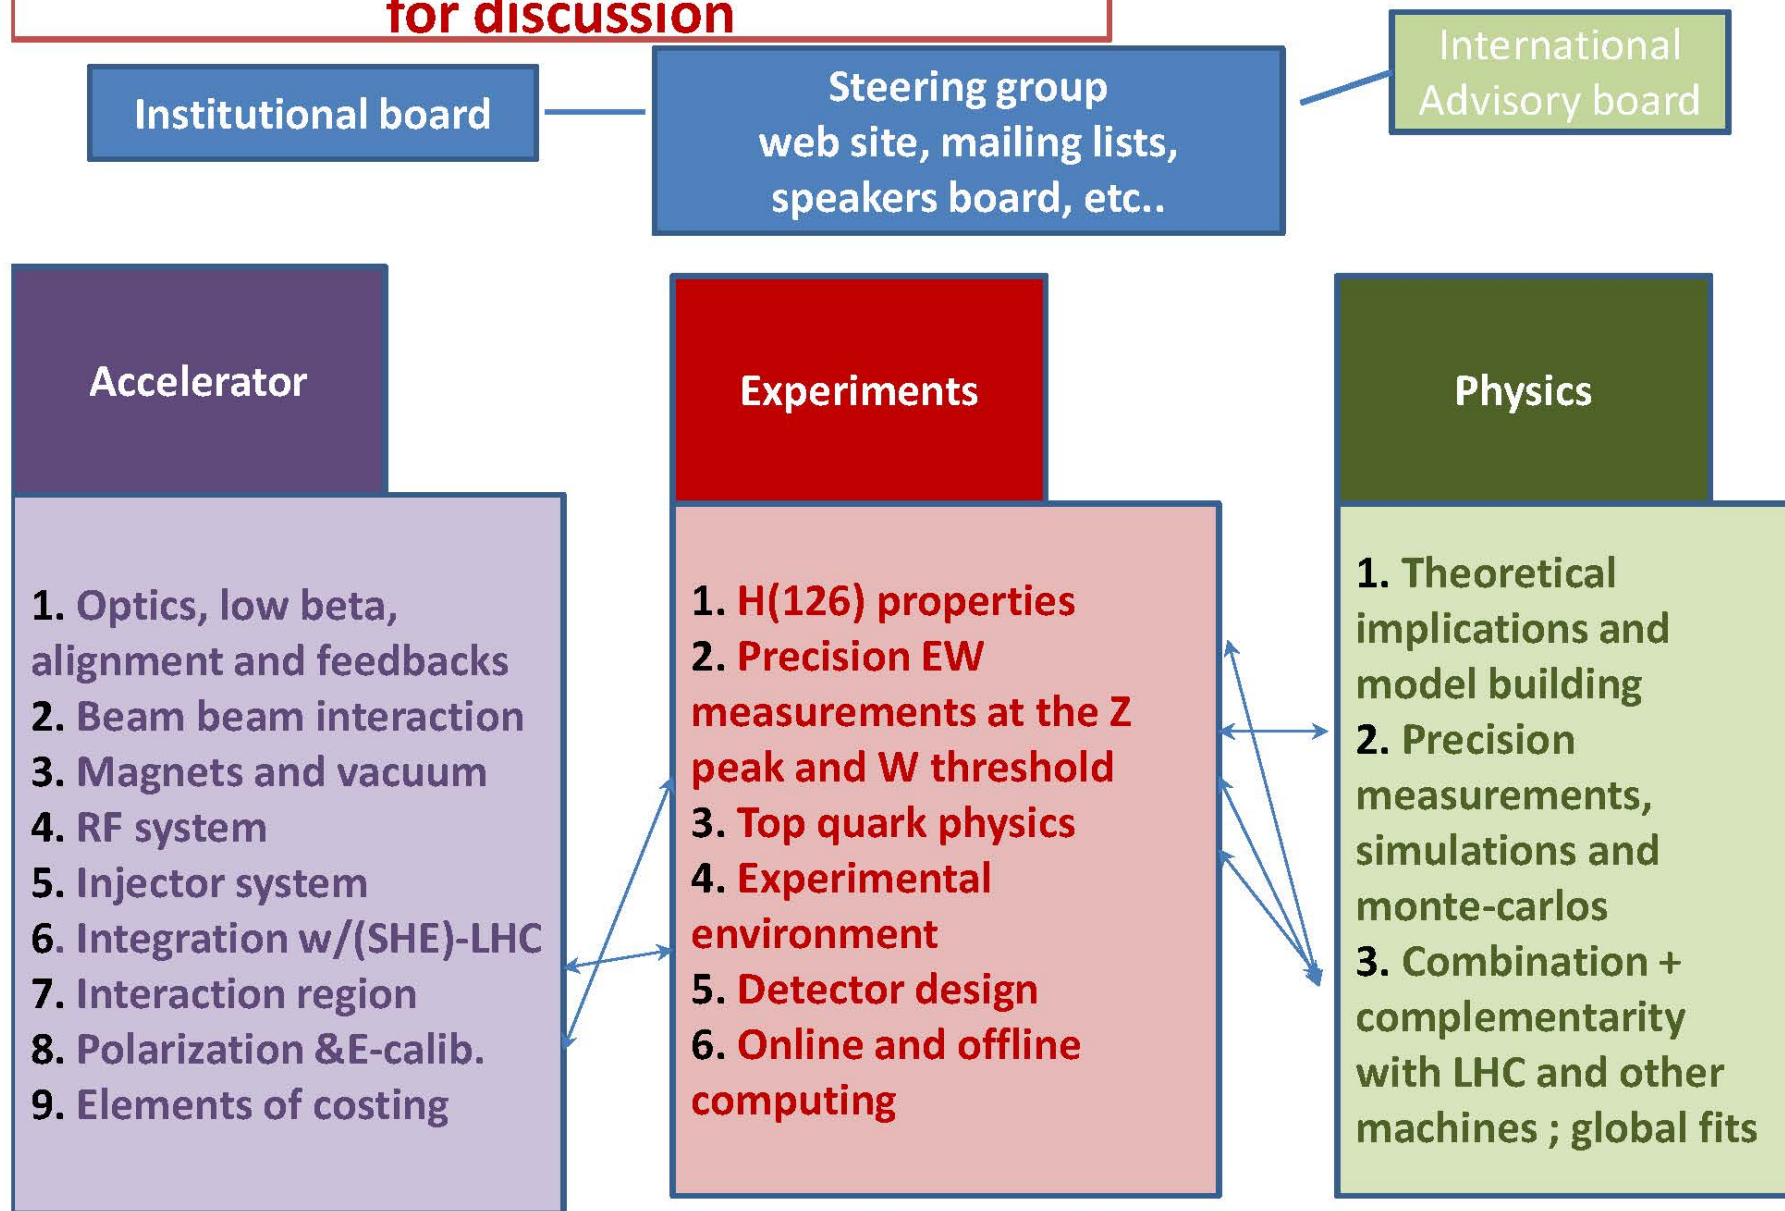 for discussion
Institutional board
Steering group
web site, mailing lists,
speakers board, etc..
International
Advisory board
Accelerator
1. Optics, low beta,
alignment and feedbacks
2. Beam beam interaction
3. Magnets and vacuum
4. RF system
5. Injector system
6. Integration w/(SHE)-LHC
7. Interaction region
8. Polarization &E-calib.
9. Elements of costing
Experiments
1. H(126) properties
2. Precision EW
measurements at the Z
peak and W threshold
3. Top quark physics
4. Experimental
environment
5. Detector design
6. Online and offline
computing
Physics
1. Theoretical
implications and
model building
2. Precision
measurements,
simulations and
monte-carlos
3. Combination +
complementarity
with LHC and other
machines ; global fits